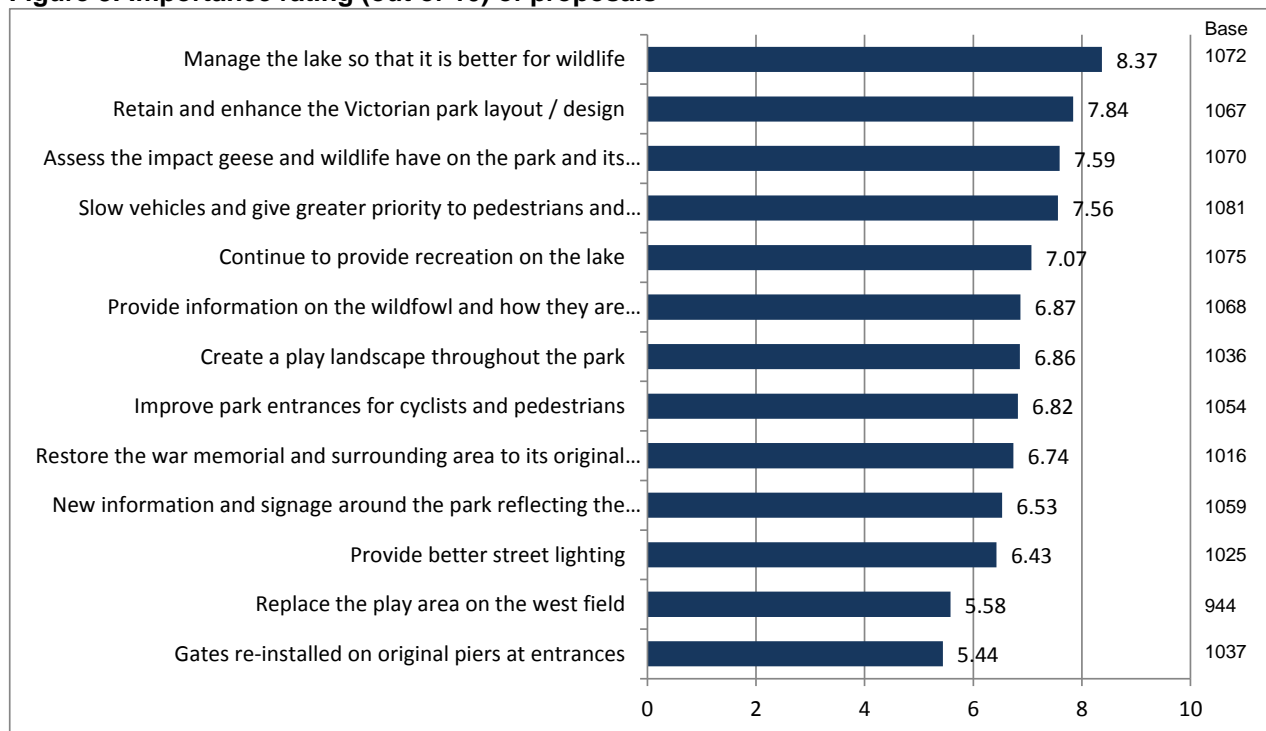 Base
Manage the lake so that it is better for wildlife 8.37 1072
Retain and enhance the Victorian park layout / design 7.84 1067
Assess the impact geese and wildlife have on the park and its… 7.59 1070
Slow vehicles and give greater priority to pedestrians and… 7.56 1081
Continue to provide recreation on the lake 7.07 1075
Provide information on the wildfowl and how they are… 6.87 1068
Create a play landscape throughout the park 6.86 1036
Improve park entrances for cyclists and pedestrians 6.82 1054
Restore the war memorial and surrounding area to its original… 6.74 1016
New information and signage around the park reflecting the… 6.53 1059
Provide better street lighting 6.43 1025
Replace the play area on the west field 5.58 944
Gates re-installed on original piers at entrances 5.44 1037
0 2 4 6 8 10